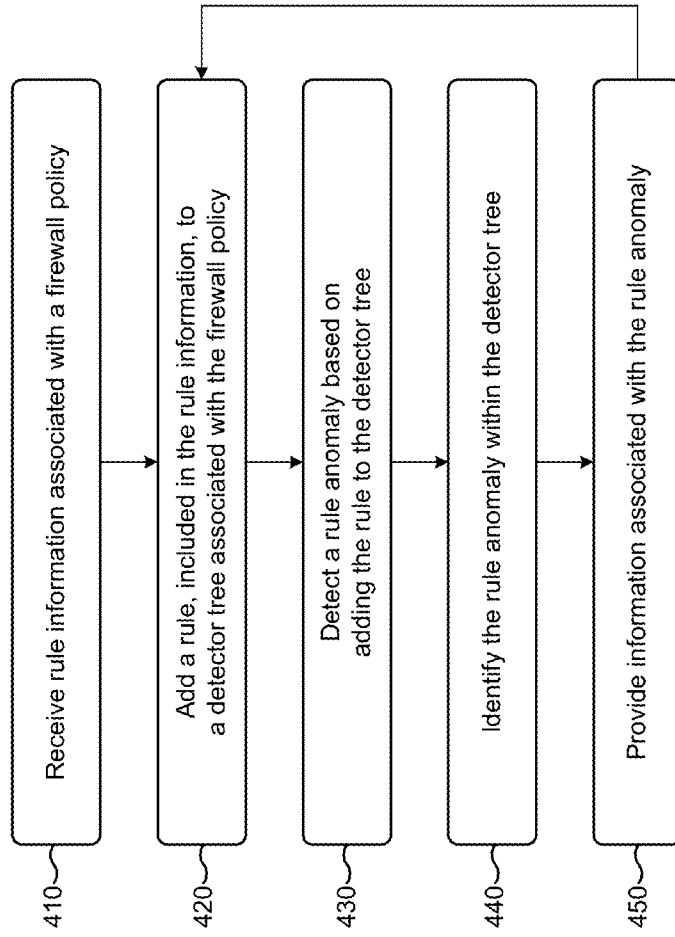 410
Receive rule information associated with a firewall policy
420
Add a rule, included in the rule information, to
a detector tree associated with the firewall policy
430
Detect a rule anomaly based on
adding the rule to the detector tree
440
Identify the rule anomaly within the detector tree
450
Provide information associated with the rule anomaly